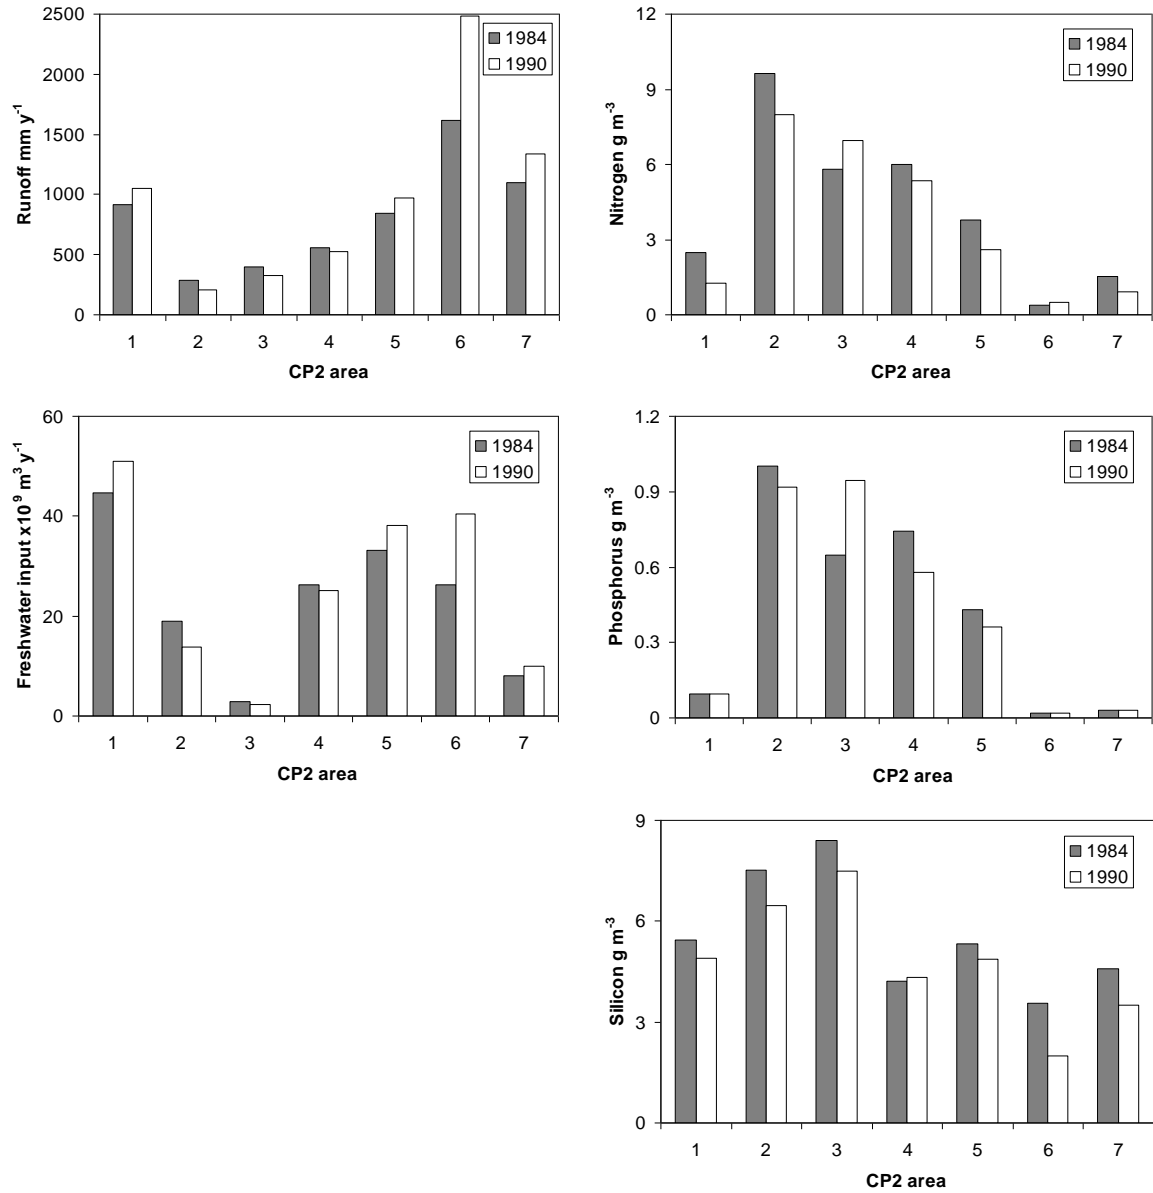 2500
2000
1500
1000
500
0
Runoff mm y⁻¹
1984
1990
1 2 3 4 5 6 7
CP2 area
12
9
6
3
0
Nitrogen g m⁻³
1984
1990
1 2 3 4 5 6 7
CP2 area
60
40
20
0
Freshwater input x10⁹ m³ y⁻¹
1984
1990
1 2 3 4 5 6 7
CP2 area
1.2
0.9
0.6
0.3
0
Phosphorus g m⁻³
1984
1990
1 2 3 4 5 6 7
CP2 area
9
6
3
0
Silicon g m⁻³
1984
1990
1 2 3 4 5 6 7
CP2 area